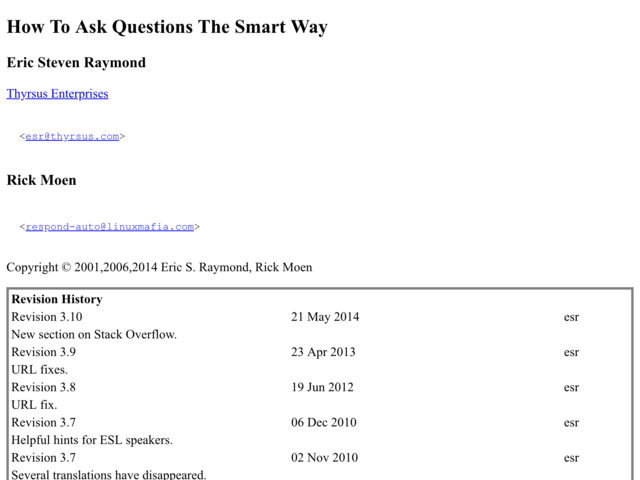 How To Ask Questions The Smart Way
Eric Steven Raymond
Thyrsus Enterprises
<esr@thyrsus.com>
Rick Moen
<respond-auto@linuxmafia.com>
Copyright © 2001,2006,2014 Eric S. Raymond, Rick Moen
Revision History
Revision 3.10 21 May 2014 esr
New section on Stack Overflow.
Revision 3.9 23 Apr 2013 esr
URL fixes.
Revision 3.8 19 Jun 2012 esr
URL fix.
Revision 3.7 06 Dec 2010 esr
Helpful hints for ESL speakers.
Revision 3.7 02 Nov 2010 esr
Several translations have disappeared.